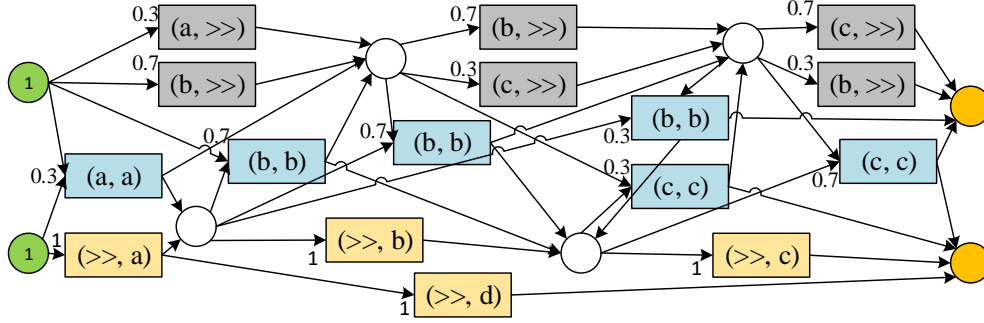 0.3 (a, >>) 0.7 (b, >>) 0.7 (c, >>)
1 0.7 (b, >>) 0.3 (c, >>) 0.3 (b, >>)
0.3 (b, b)
0.3 (a, a) 0.7 (b, b) 0.7 (b, b) 0.3 (c, c) 0.7 (c, c)
1 1 (>>, a) 1 (>>, b) 1 (>>, c)
1 (>>, d)